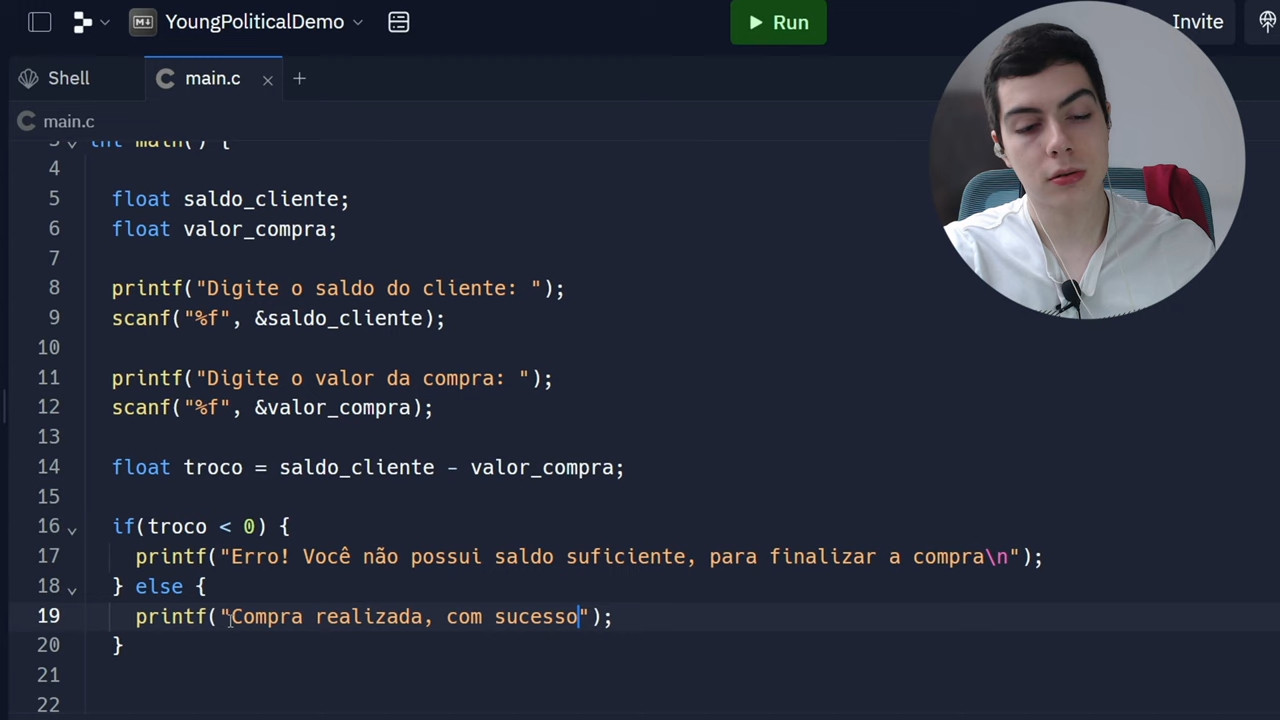 YoungPoliticalDemo
Run
Invite
Shell
main.c
main.c
3 int main() {
4
5 float saldo_cliente;
6 float valor_compra;
7
8 printf("Digite o saldo do cliente: ");
9 scanf("%f", &saldo_cliente);
10
11 printf("Digite o valor da compra: ");
12 scanf("%f", &valor_compra);
13
14 float troco = saldo_cliente - valor_compra;
15
16 if(troco < 0) {
17 printf("Erro! Você não possui saldo suficiente, para finalizar a compra\n");
18 } else {
19 printf("Compra realizada, com sucesso");
20 }
21
22